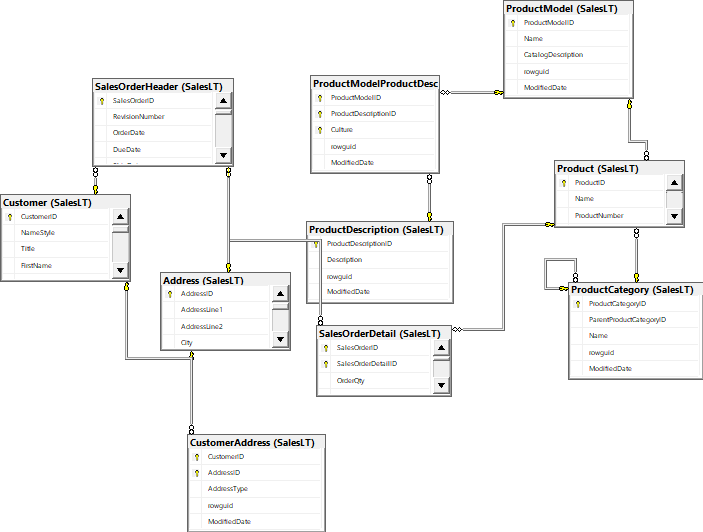 ProductModel (SalesLT)
ProductModelID
Name
CatalogDescription
rowguid
ModifiedDate
SalesOrderHeader (SalesLT)
SalesOrderID
RevisionNumber
OrderDate
DueDate
ProductModelProductDesc
ProductModelID
ProductDescriptionID
Culture
rowguid
ModifiedDate
Product (SalesLT)
ProductID
Name
ProductNumber
Customer (SalesLT)
CustomerID
NameStyle
Title
FirstName
ProductDescription (SalesLT)
ProductDescriptionID
Description
rowguid
ModifiedDate
Address (SalesLT)
AddressID
AddressLine1
AddressLine2
City
ProductCategory (SalesLT)
ProductCategoryID
ParentProductCategoryID
Name
rowguid
ModifiedDate
SalesOrderDetail (SalesLT)
SalesOrderID
SalesOrderDetailID
OrderQty
CustomerAddress (SalesLT)
CustomerID
AddressID
AddressType
rowguid
ModifiedDate